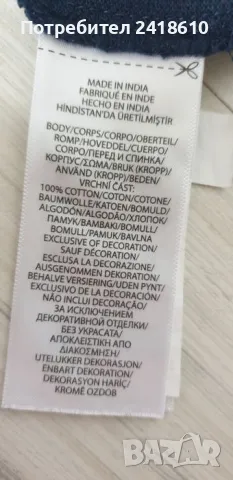 Потребител 2418610
MADE IN INDIA
FABRIQUÉ EN INDE
HECHO EN INDIA
HİNDİSTAN'DA ÜRETİLMİŞTİR
BODY/CORPS/CORPO/OBERTEIL/
ROMP/HOVEDDEL/CUERPO/
CORPO/ПЕРЕД И СПИНКА/
КОРПУС/ΣΩΜΑ/BRUK (KROPP)/
ANVÄND (KROPP)/BEDEN/
VRCHNÍ ČÁST:
100% COTTON/COTON/COTONE/
BAUMWOLLE/KATOEN/BOMULD/
ALGODÓN/ALGODÃO/ХЛОПОК/
ПАМУК/ΒΑΜΒΑΚΙ/BOMULL/
BOMULL/PAMUK/BAVLNA
EXCLUSIVE OF DECORATION/
SAUF DÉCORATION/
ESCLUSA LA DECORAZIONE/
AUSGENOMMEN DEKORATION/
BEHALVE VERSIERING/UDEN PYNT/
EXCLUSIVO DE LA DECORACIÓN/
NÃO INCLUI DECORAÇÃO/
ЗА ИСКЛЮЧЕНИЕМ
ДЕКОРАТИВНОЙ ОТДЕЛКИ/
БЕЗ УКРАСАТА/
ΑΠΟΚΛΕΙΣΤΙΚΗ ΑΠΟ
ΔΙΑΚΟΣΜΗΣΗ/
UTELUKKER DEKORASJON/
ENBART DEKORATION/
DEKORASYON HARİÇ/
KROMĚ OZDOB
bazar